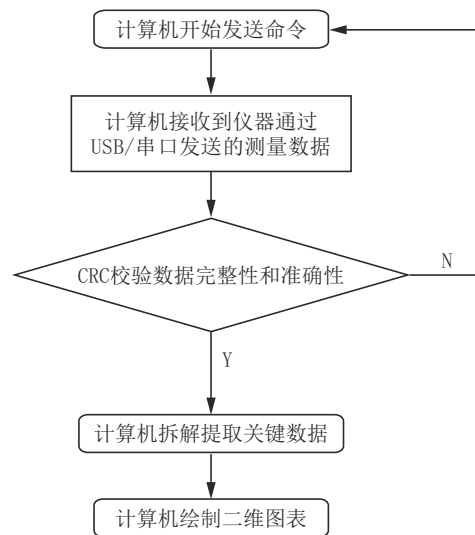 计算机开始发送命令
计算机接收到仪器通过
USB/串口发送的测量数据
CRC校验数据完整性和准确性
N
Y
计算机拆解提取关键数据
计算机绘制二维图表